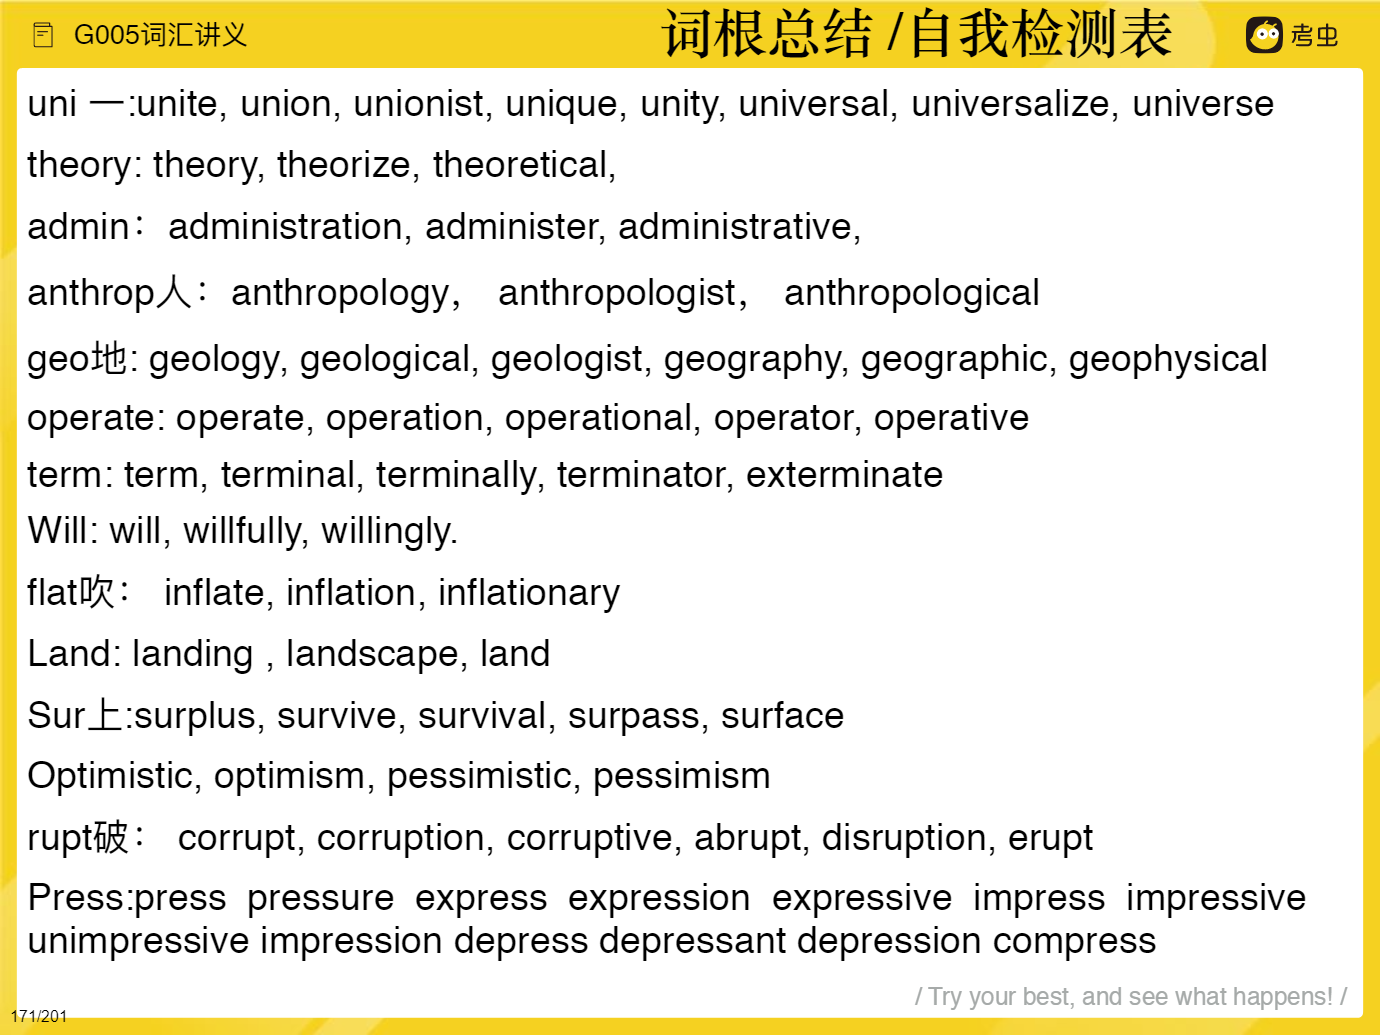 G005词汇讲义
词根总结 /自我检测表
考虫
uni 一:unite, union, unionist, unique, unity, universal, universalize, universe
theory: theory, theorize, theoretical,
admin：administration, administer, administrative,
anthrop人：anthropology， anthropologist， anthropological
geo地: geology, geological, geologist, geography, geographic, geophysical
operate: operate, operation, operational, operator, operative
term: term, terminal, terminally, terminator, exterminate
Will: will, willfully, willingly.
flat吹： inflate, inflation, inflationary
Land: landing , landscape, land
Sur上:surplus, survive, survival, surpass, surface
Optimistic, optimism, pessimistic, pessimism
rupt破： corrupt, corruption, corruptive, abrupt, disruption, erupt
Press:press pressure express expression expressive impress impressive
unimpressive impression depress depressant depression compress
/ Try your best, and see what happens! /
171/201